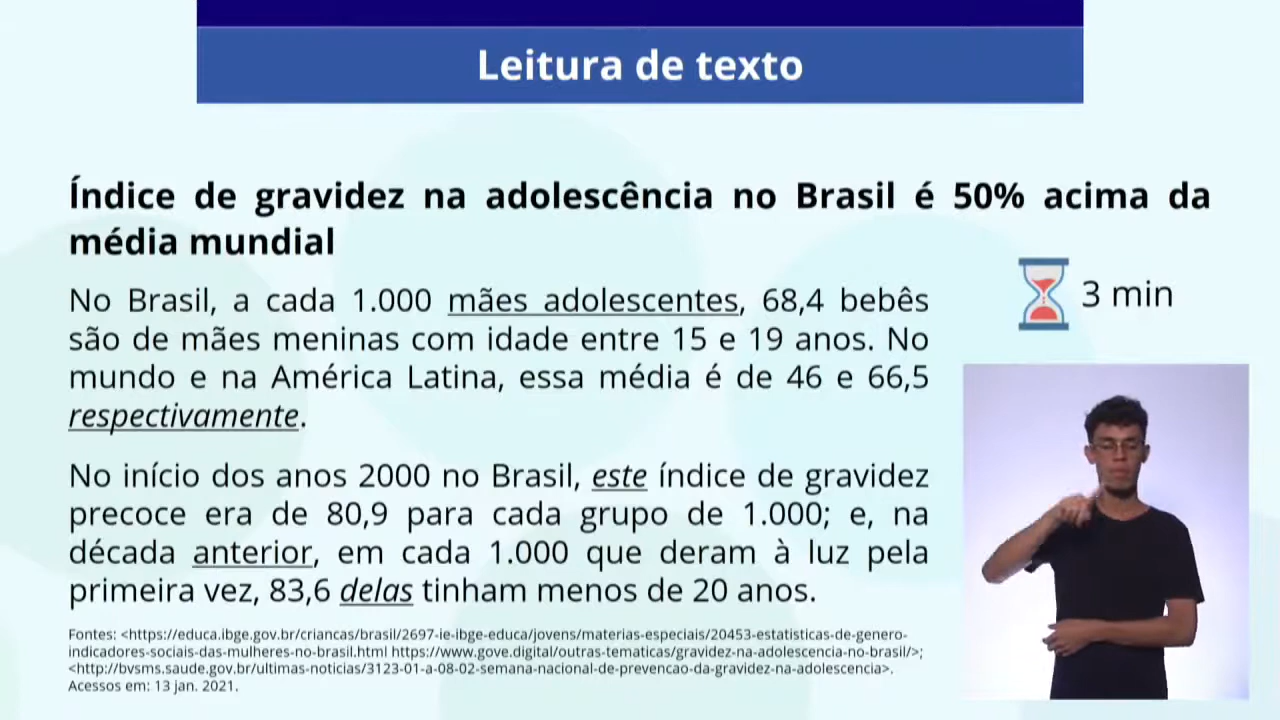 Leitura de texto
Índice de gravidez na adolescência no Brasil é 50% acima da
média mundial
3 min
No Brasil, a cada 1.000 mães adolescentes, 68,4 bebês
são de mães meninas com idade entre 15 e 19 anos. No
mundo e na América Latina, essa média é de 46 e 66,5
respectivamente.
No início dos anos 2000 no Brasil, este índice de gravidez
precoce era de 80,9 para cada grupo de 1.000; e, na
década anterior, em cada 1.000 que deram à luz pela
primeira vez, 83,6 delas tinham menos de 20 anos.
Fontes: <https://educa.ibge.gov.br/criancas/brasil/2697-ie-ibge-educa/jovens/materias-especiais/20453-estatisticas-de-genero-
indicadores-sociais-das-mulheres-no-brasil.html https://www.gove.digital/outras-tematicas/gravidez-na-adolescencia-no-brasil/>;
<http://bvsms.saude.gov.br/ultimas-noticias/3123-01-a-08-02-semana-nacional-de-prevencao-da-gravidez-na-adolescencia>.
Acessos em: 13 jan. 2021.